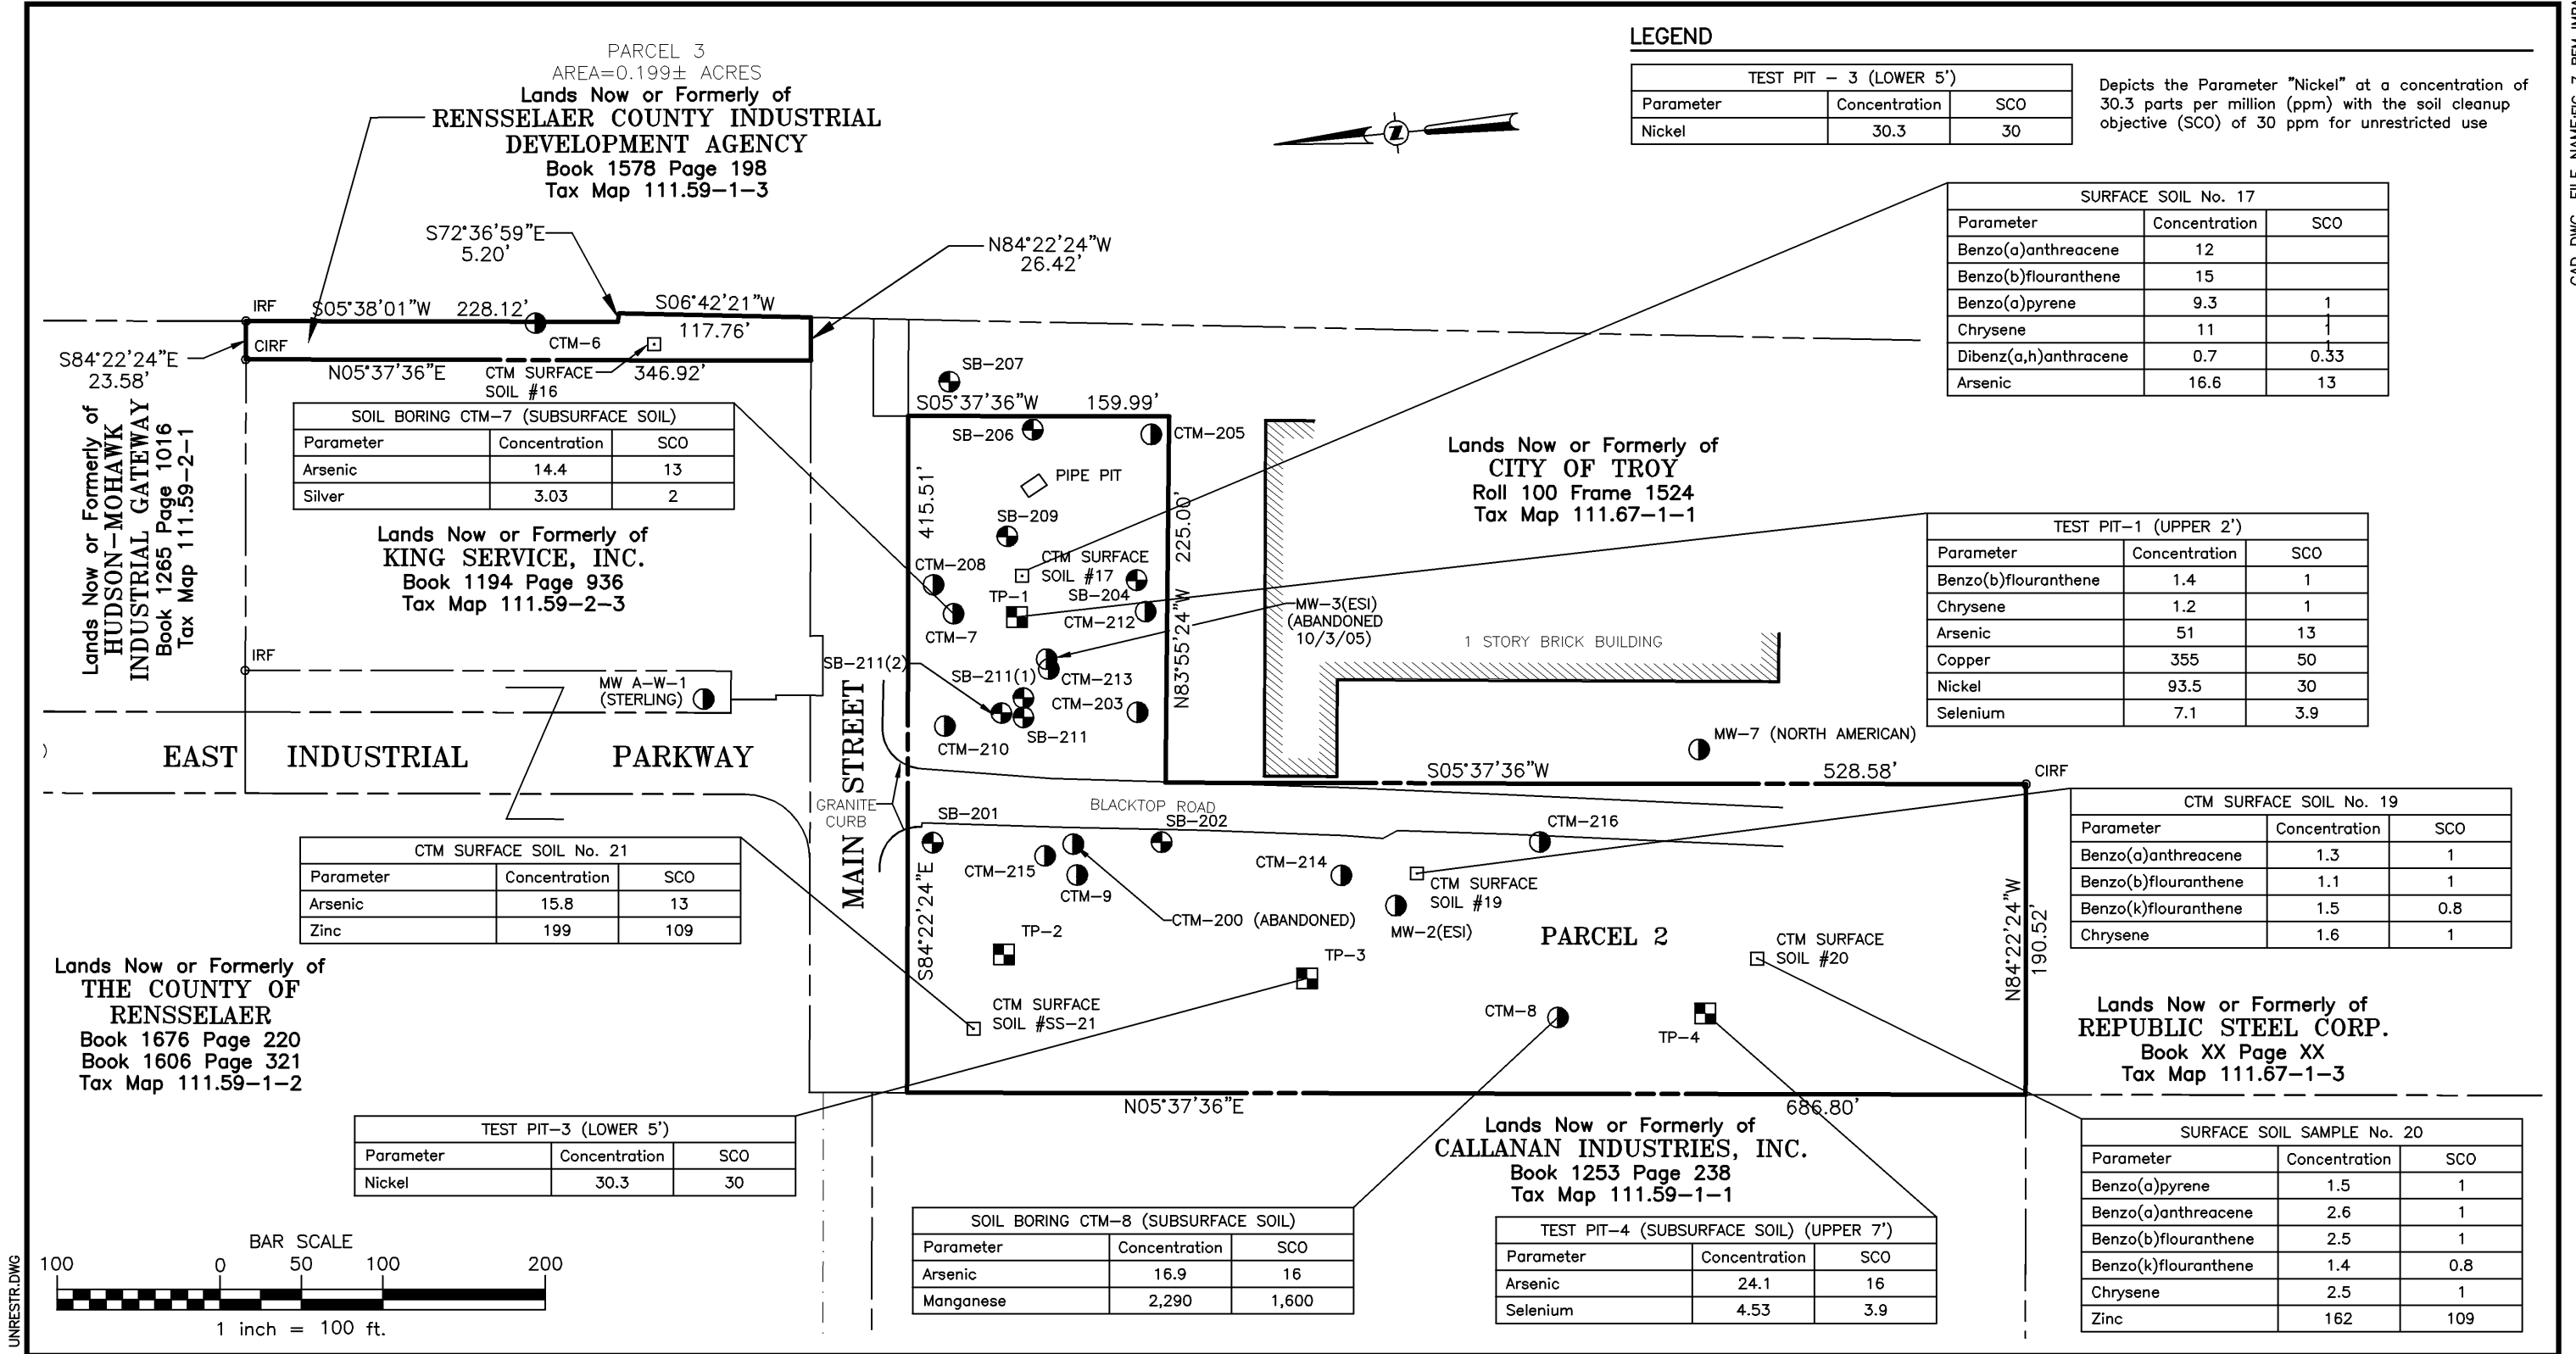 LEGEND
TEST PIT - 3 (LOWER 5')
Parameter Concentration SCO
Nickel 30.3 30
Depicts the Parameter "Nickel" at a concentration of
30.3 parts per million (ppm) with the soil cleanup
objective (SCO) of 30 ppm for unrestricted use
PARCEL 3
AREA=0.199± ACRES
Lands Now or Formerly of
RENSSELAER COUNTY INDUSTRIAL
DEVELOPMENT AGENCY
Book 1578 Page 198
Tax Map 111.59-1-3
Z
SURFACE SOIL No. 17
Parameter Concentration SCO
Benzo(a)anthreacene 12
Benzo(b)flouranthene 15
Benzo(a)pyrene 9.3 1
Chrysene 11 1
1
Dibenz(a,h)anthracene 0.7 0.33
Arsenic 16.6 13
S72°36'59"E
5.20'
N84°22'24"W
26.42'
IRF
S05°38'01"W 228.12'
S06°42'21"W
117.76'
CTM-6
CIRF
S84°22'24"E
23.58'
N05°37'36"E
346.92'
CTM SURFACE
SOIL #16
Lands Now or Formerly of
HUDSON-MOHAWK
INDUSTRIAL GATEWAY
Book 1265 Page 1016
Tax Map 111.59-2-1
SOIL BORING CTM-7 (SUBSURFACE SOIL)
Parameter Concentration SCO
Arsenic 14.4 13
Silver 3.03 2
Lands Now or Formerly of
KING SERVICE, INC.
Book 1194 Page 936
Tax Map 111.59-2-3
SB-207
S05°37'36"W 159.99'
SB-206
CTM-205
PIPE PIT
415.51'
SB-209
225.00'
N83°55'24"W
CTM-208
CTM SURFACE
SOIL #17
TP-1
SB-204
CTM-7
CTM-212
MW-3(ESI)
(ABANDONED
10/3/05)
SB-211(2)
SB-211(1)
CTM-213
CTM-203
SB-211
CTM-210
Lands Now or Formerly of
CITY OF TROY
Roll 100 Frame 1524
Tax Map 111.67-1-1
1 STORY BRICK BUILDING
TEST PIT-1 (UPPER 2')
Parameter Concentration SCO
Benzo(b)flouranthene 1.4 1
Chrysene 1.2 1
Arsenic 51 13
Copper 355 50
Nickel 93.5 30
Selenium 7.1 3.9
IRF
MW A-W-1
(STERLING)
)
EAST INDUSTRIAL PARKWAY
MAIN STREET
GRANITE
CURB
MW-7 (NORTH AMERICAN)
S05°37'36"W
528.58'
CIRF
BLACKTOP ROAD
SB-201
SB-202
CTM-216
CTM-215
CTM-9
CTM-214
CTM-200 (ABANDONED)
CTM SURFACE
SOIL #19
MW-2(ESI)
S84°22'24"E
TP-2
TP-3
PARCEL 2
CTM SURFACE
SOIL #20
CTM SURFACE
SOIL #SS-21
CTM-8
TP-4
N84°22'24"W
190.52'
N05°37'36"E
686.80'
CTM SURFACE SOIL No. 19
Parameter Concentration SCO
Benzo(a)anthreacene 1.3 1
Benzo(b)flouranthene 1.1 1
Benzo(k)flouranthene 1.5 0.8
Chrysene 1.6 1
CTM SURFACE SOIL No. 21
Parameter Concentration SCO
Arsenic 15.8 13
Zinc 199 109
Lands Now or Formerly of
THE COUNTY OF
RENSSELAER
Book 1676 Page 220
Book 1606 Page 321
Tax Map 111.59-1-2
Lands Now or Formerly of
REPUBLIC STEEL CORP.
Book XX Page XX
Tax Map 111.67-1-3
TEST PIT-3 (LOWER 5')
Parameter Concentration SCO
Nickel 30.3 30
Lands Now or Formerly of
CALLANAN INDUSTRIES, INC.
Book 1253 Page 238
Tax Map 111.59-1-1
SURFACE SOIL SAMPLE No. 20
Parameter Concentration SCO
Benzo(a)pyrene 1.5 1
Benzo(a)anthreacene 2.6 1
Benzo(b)flouranthene 2.5 1
Benzo(k)flouranthene 1.4 0.8
Chrysene 2.5 1
Zinc 162 109
SOIL BORING CTM-8 (SUBSURFACE SOIL)
Parameter Concentration SCO
Arsenic 16.9 16
Manganese 2,290 1,600
TEST PIT-4 (SUBSURFACE SOIL) (UPPER 7')
Parameter Concentration SCO
Arsenic 24.1 16
Selenium 4.53 3.9
BAR SCALE
100 0 50 100 200
1 inch = 100 ft.
UNRESTR.DWG